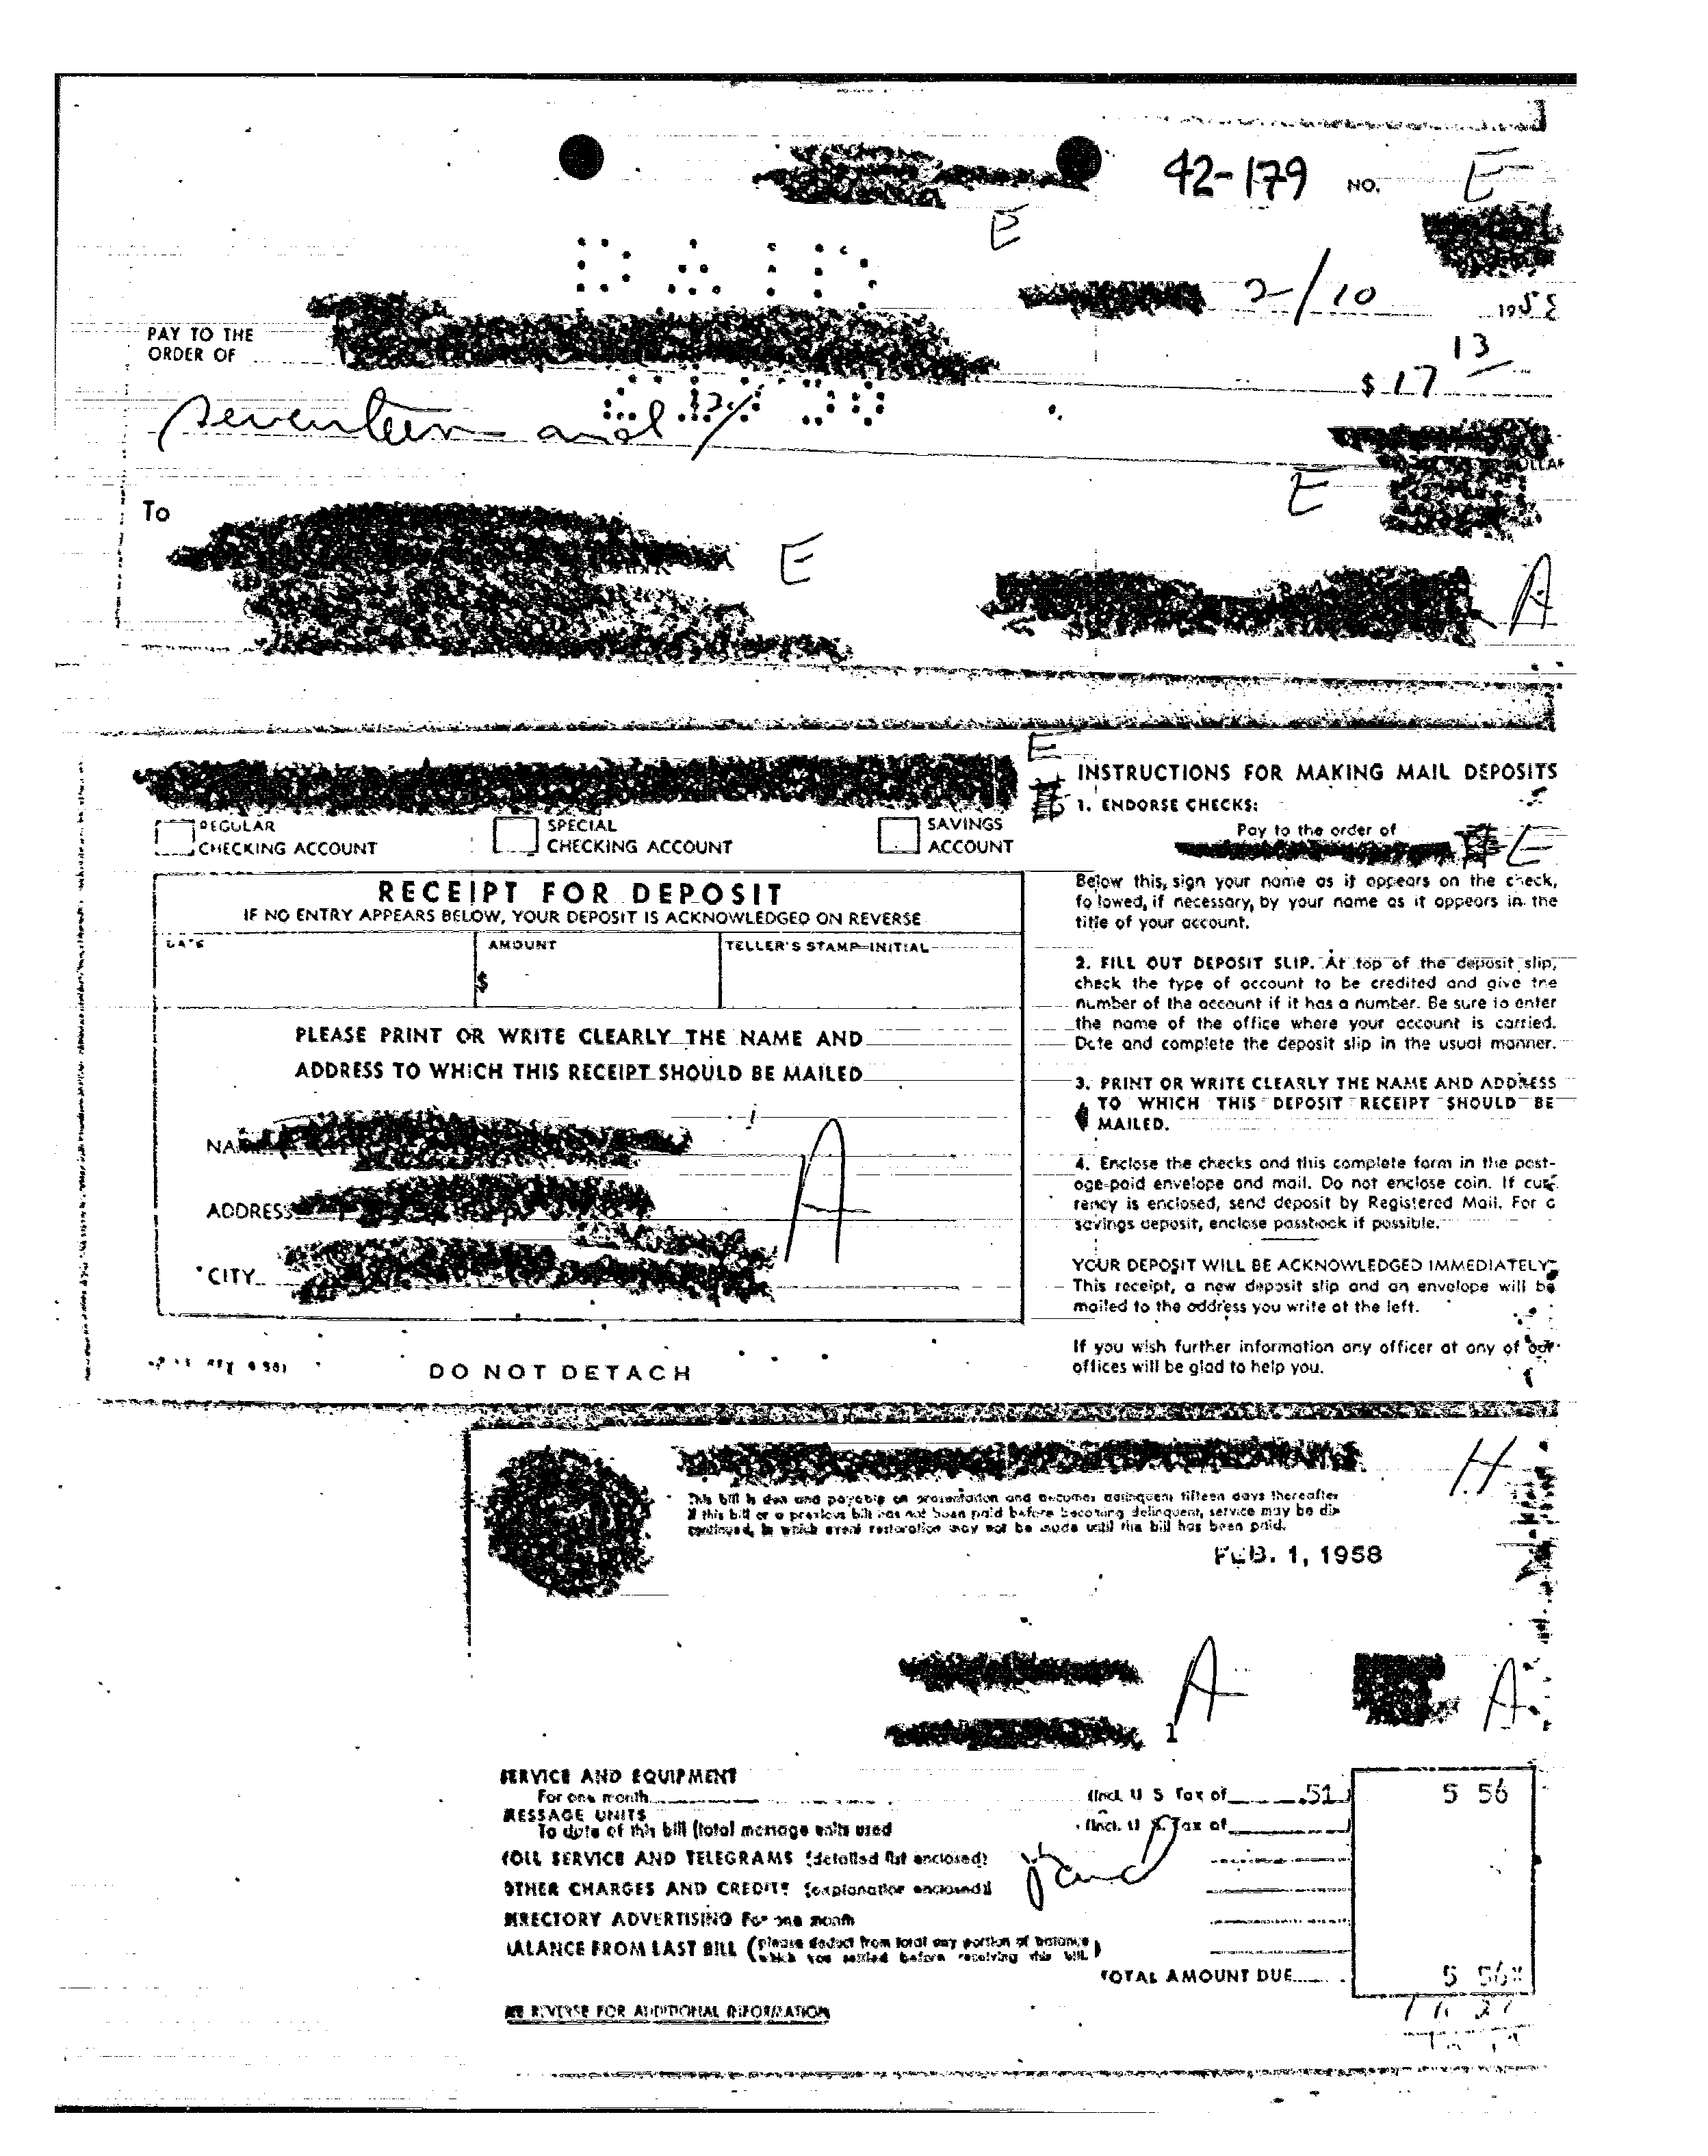 42-179 NO. E
E
PAID
2/10 1958
PAY TO THE
ORDER OF
$ 17 13
seventeen and 13/
E
To
E
A
E
REGULAR
CHECKING ACCOUNT
SPECIAL
CHECKING ACCOUNT
SAVINGS
ACCOUNT
RECEIPT FOR DEPOSIT
IF NO ENTRY APPEARS BELOW, YOUR DEPOSIT IS ACKNOWLEDGED ON REVERSE
DATE AMOUNT TELLER'S STAMP-INITIAL
$
PLEASE PRINT OR WRITE CLEARLY THE NAME AND
ADDRESS TO WHICH THIS RECEIPT SHOULD BE MAILED
ADDRESS
A
CITY
DO NOT DETACH
INSTRUCTIONS FOR MAKING MAIL DEPOSITS
1. ENDORSE CHECKS:
Pay to the order of
E
Below this, sign your name as it appears on the check,
followed, if necessary, by your name as it appears in the
title of your account.
2. FILL OUT DEPOSIT SLIP. At top of the deposit slip,
check the type of account to be credited and give the
number of the account if it has a number. Be sure to enter
the name of the office where your account is carried.
Date and complete the deposit slip in the usual manner.
3. PRINT OR WRITE CLEARLY THE NAME AND ADDRESS
TO WHICH THIS DEPOSIT RECEIPT SHOULD BE
MAILED.
4. Enclose the checks and this complete form in the post-
age-paid envelope and mail. Do not enclose coin. If cur-
rency is enclosed, send deposit by Registered Mail. For a
savings deposit, enclose passbook if possible.
YOUR DEPOSIT WILL BE ACKNOWLEDGED IMMEDIATELY
This receipt, a new deposit slip and an envelope will be
mailed to the address you write at the left.
If you wish further information any officer at any of our
offices will be glad to help you.
H
This bill is due and payable on presentation and becomes delinquent fifteen days thereafter
If this bill or a previous bill has not been paid before becoming delinquent, service may be dis-
continued, in which event restoration may not be made until the bill has been paid.
FEB. 1, 1958
A A
1
SERVICE AND EQUIPMENT
For one month (Incl. U S Tax of .51) 5 56
MESSAGE UNITS
To date of this bill (total message units used (Incl. U S. Tax of )
TOLL SERVICE AND TELEGRAMS (detailed list enclosed)
OTHER CHARGES AND CREDITS (explanation enclosed)
DIRECTORY ADVERTISING For one month
BALANCE FROM LAST BILL (please deduct from total any portion of balance
which you settled before receiving this bill)
TOTAL AMOUNT DUE 5 56
SEE REVERSE FOR ADDITIONAL INFORMATION